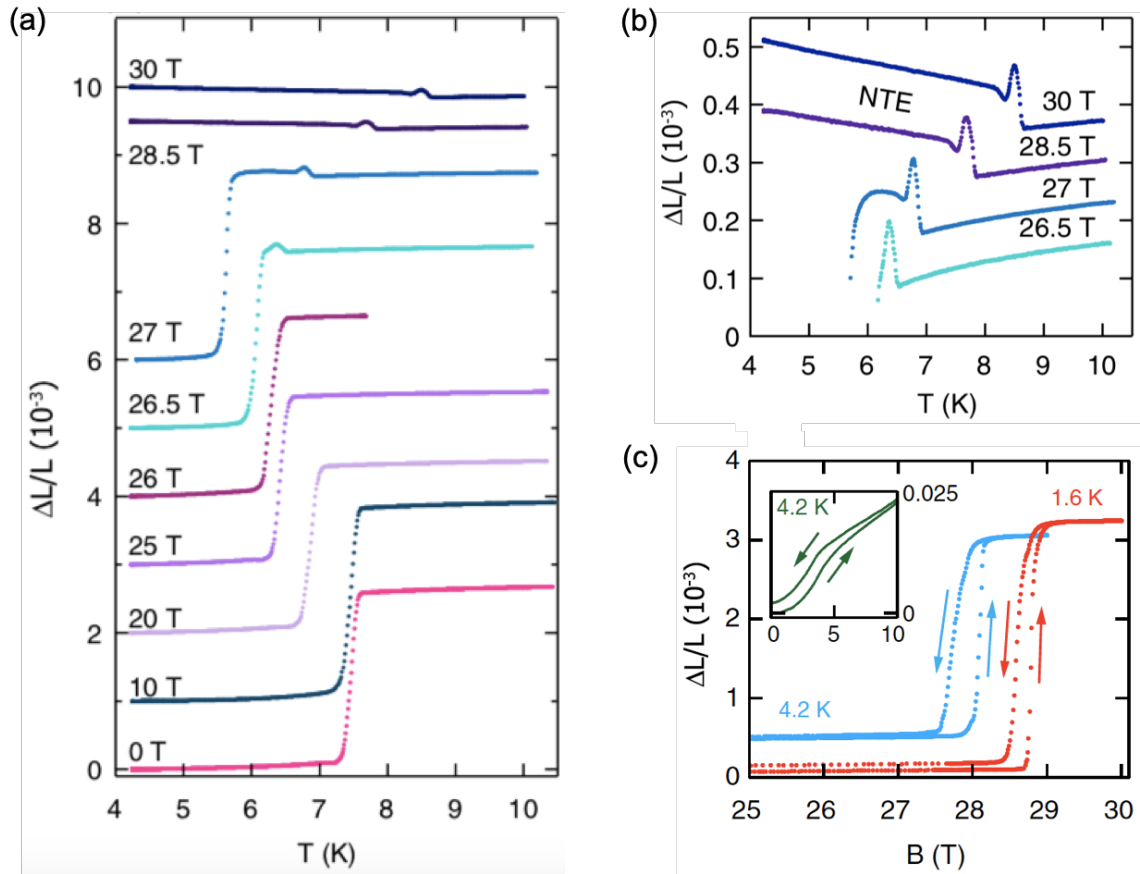 (a)
30 T
28.5 T
27 T
26.5 T
26 T
25 T
20 T
10 T
0 T
10
8
6
4
2
0
ΔL/L (10⁻³)
4 5 6 7 8 9 10
T (K)
(b)
0.5
0.4
0.3
0.2
0.1
0
ΔL/L (10⁻³)
NTE
30 T
28.5 T
27 T
26.5 T
4 5 6 7 8 9 10
T (K)
(c)
4
3
2
1
0
ΔL/L (10⁻³)
4.2 K
0.025
0
0 5 10
1.6 K
4.2 K
25 26 27 28 29 30
B (T)